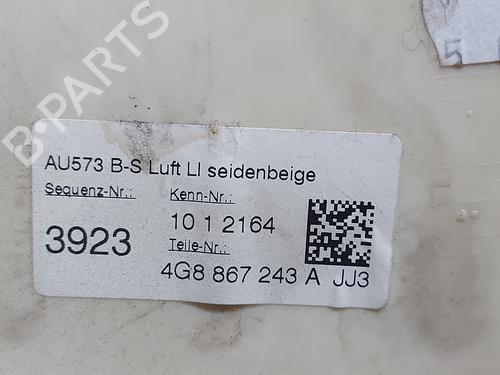 B-PARTS
5
AU573 B-S Luft LI seidenbeige
Sequenz-Nr.: Kenn-Nr.:
3923 10 1 2164
Teile-Nr.:
4G8 867 243 A JJ3